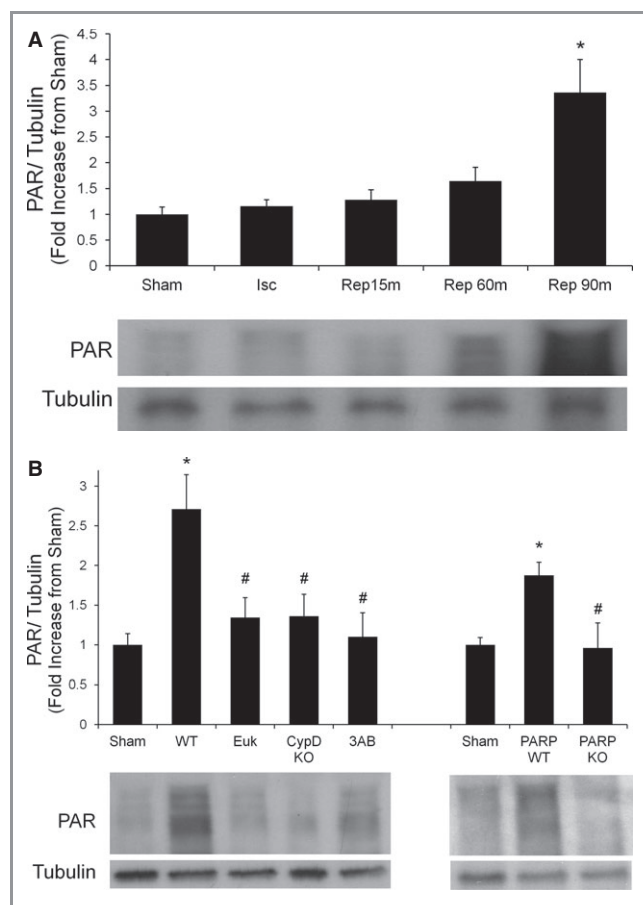 A
PAR/ Tubulin
(Fold Increase from Sham)
4.5
4
3.5
3
2.5
2
1.5
1
0.5
0
*
Sham Isc Rep15m Rep 60m Rep 90m
PAR
Tubulin
B
PAR/ Tubulin
(Fold Increase from Sham)
3
2.5
2
1.5
1
0.5
0
* # # # * #
Sham WT Euk CypD KO 3AB Sham PARP WT PARP KO
PAR
Tubulin